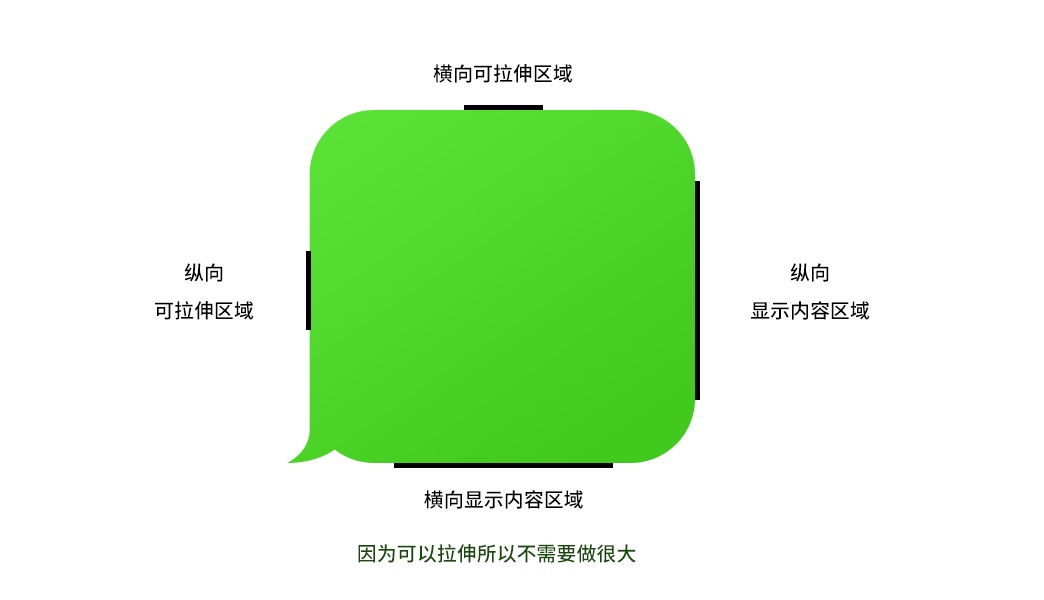 横向可拉伸区域
纵向
可拉伸区域
纵向
显示内容区域
横向显示内容区域
因为可以拉伸所以不需要做很大